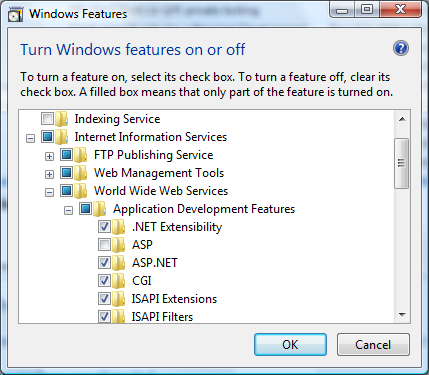 Windows Features
Turn Windows features on or off
To turn a feature on, select its check box. To turn a feature off, clear its
check box. A filled box means that only part of the feature is turned on.
Indexing Service
Internet Information Services
FTP Publishing Service
Web Management Tools
World Wide Web Services
Application Development Features
.NET Extensibility
ASP
ASP.NET
CGI
ISAPI Extensions
ISAPI Filters
OK
Cancel